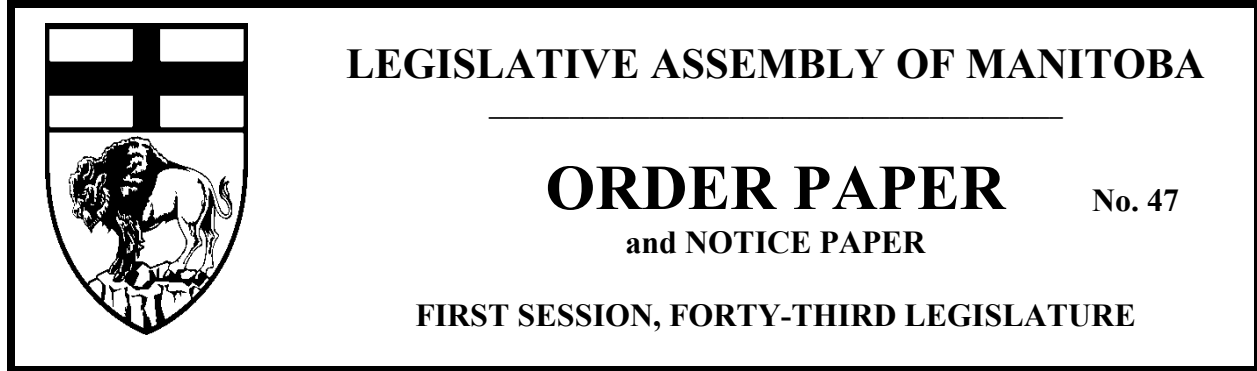 LEGISLATIVE ASSEMBLY OF MANITOBA
ORDER PAPER No. 47
and NOTICE PAPER
FIRST SESSION, FORTY-THIRD LEGISLATURE